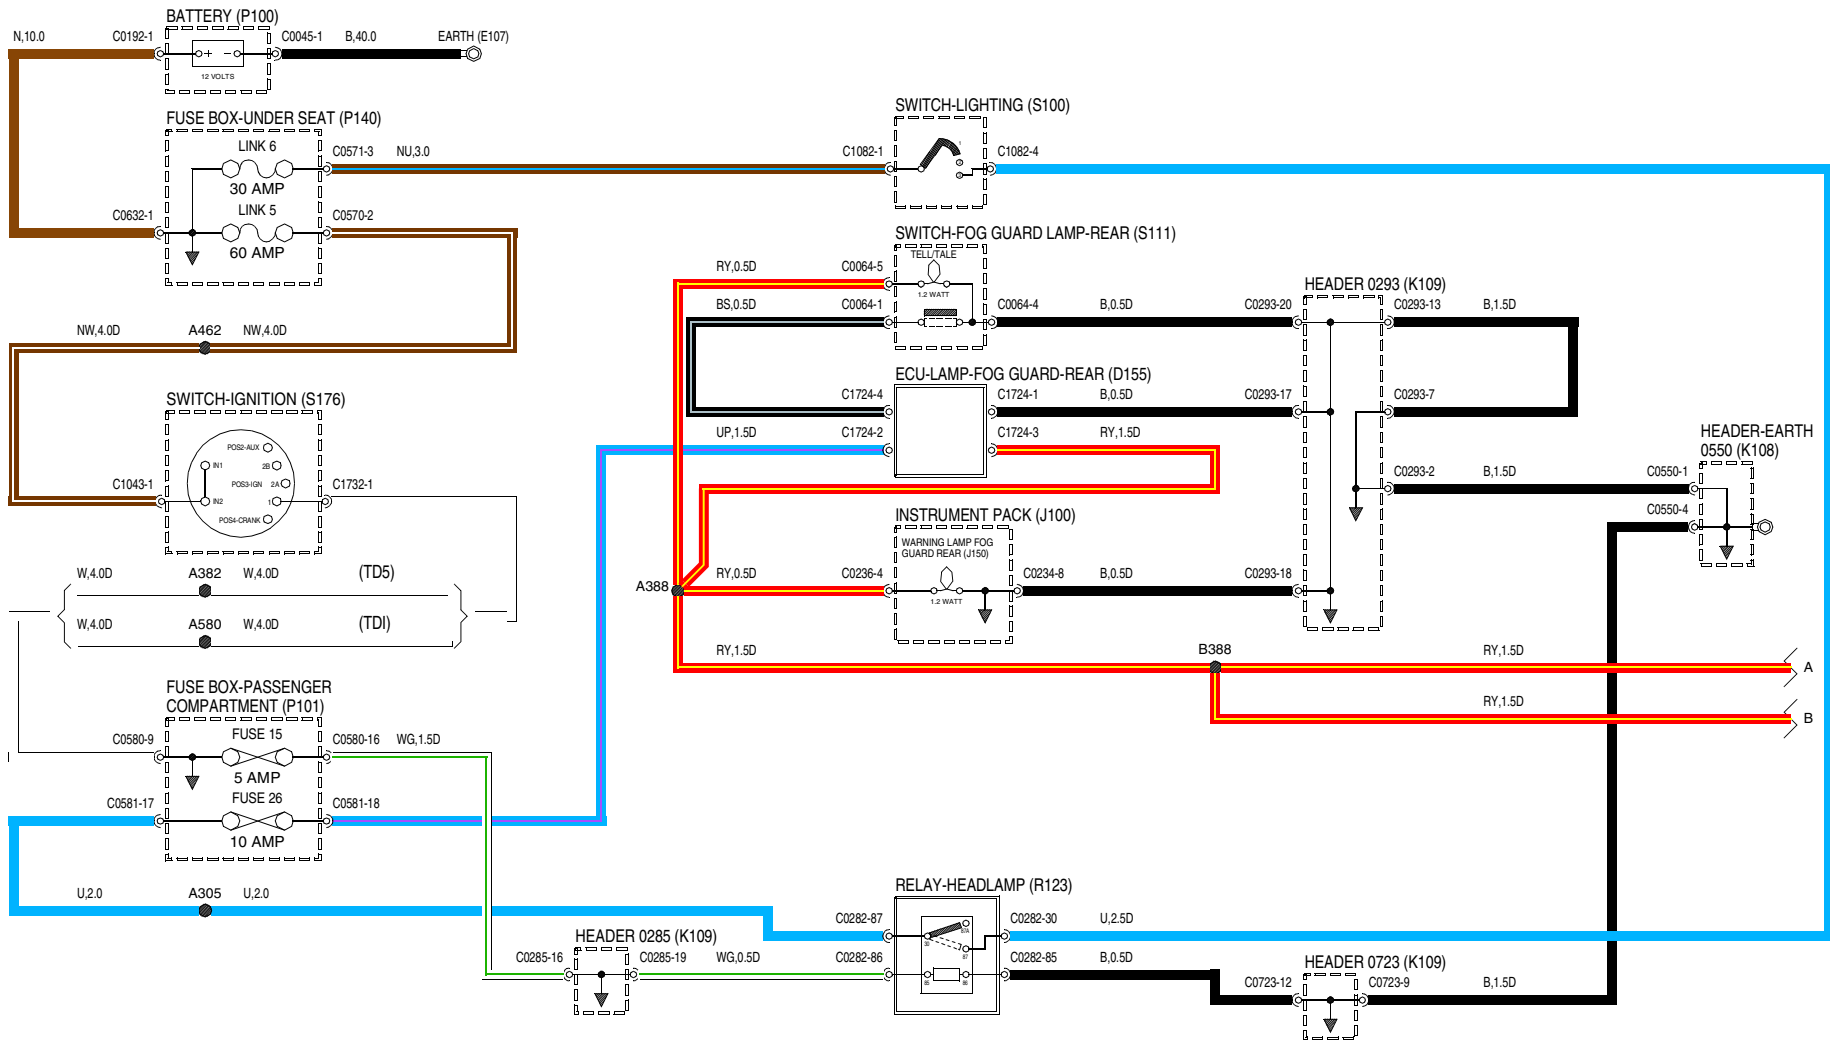 BATTERY (P100)
N,10.0
C0192-1
C0045-1
B,40.0
EARTH (E107)
12 VOLTS
FUSE BOX-UNDER SEAT (P140)
LINK 6
C0571-3
NU,3.0
30 AMP
LINK 5
C0632-1
C0570-2
60 AMP
NW,4.0D
A462
NW,4.0D
SWITCH-IGNITION (S176)
POS2-AUX
IN1
2B
POS3-IGN
2A
C1043-1
IN2
1
C1732-1
POS4-CRANK
W,4.0D
A382
W,4.0D
(TD5)
W,4.0D
A580
W,4.0D
(TDI)
FUSE BOX-PASSENGER
COMPARTMENT (P101)
FUSE 15
C0580-9
C0580-16
WG,1.5D
5 AMP
FUSE 26
C0581-17
C0581-18
10 AMP
U,2.0
A305
U,2.0
HEADER 0285 (K109)
C0285-16
C0285-19
WG,0.5D
SWITCH-LIGHTING (S100)
C1082-1
C1082-4
1
2
3
SWITCH-FOG GUARD LAMP-REAR (S111)
TELL/TALE
RY,0.5D
C0064-5
1.2 WATT
BS,0.5D
C0064-1
C0064-4
B,0.5D
C0293-20
HEADER 0293 (K109)
C0293-13
B,1.5D
ECU-LAMP-FOG GUARD-REAR (D155)
C1724-4
C1724-1
B,0.5D
C0293-17
C0293-7
UP,1.5D
C1724-2
C1724-3
RY,1.5D
HEADER-EARTH
0550 (K108)
C0293-2
B,1.5D
C0550-1
C0550-4
INSTRUMENT PACK (J100)
WARNING LAMP FOG
GUARD REAR (J150)
A388
RY,0.5D
C0236-4
1.2 WATT
C0234-8
B,0.5D
C0293-18
RY,1.5D
B388
RY,1.5D
A
RY,1.5D
B
RELAY-HEADLAMP (R123)
C0282-87
30
87A
87
C0282-30
U,2.5D
C0282-86
85
86
C0282-85
B,0.5D
HEADER 0723 (K109)
C0723-12
C0723-9
B,1.5D